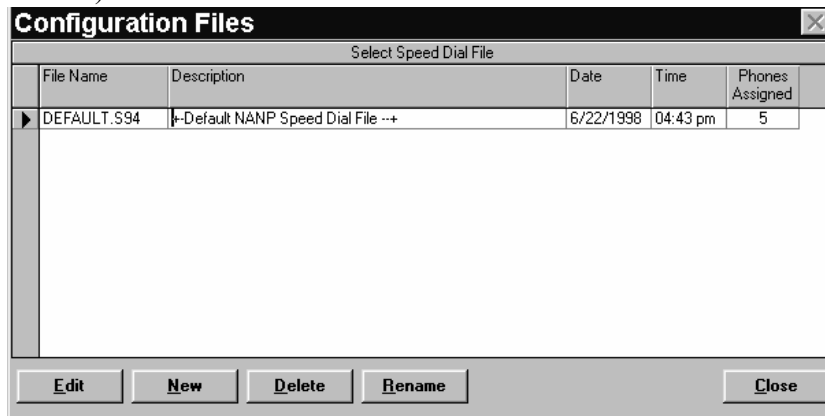 Configuration Files
Select Speed Dial File
File Name Description Date Time Phones Assigned
DEFAULT.S94 +-Default NANP Speed Dial File --+ 6/22/1998 04:43 pm 5
Edit New Delete Rename Close